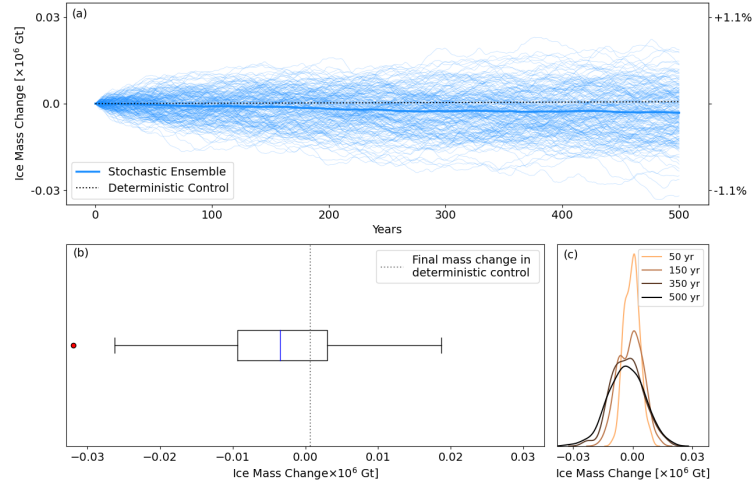 (a)
0.03
0.0
-0.03
Ice Mass Change [×10⁶ Gt]
+1.1%
-1.1%
Stochastic Ensemble
Deterministic Control
0 100 200 300 400 500
Years
(b)
Final mass change in
deterministic control
−0.03 −0.02 −0.01 0.00 0.01 0.02 0.03
Ice Mass Change×10⁶ Gt]
(c)
50 yr
150 yr
350 yr
500 yr
−0.03 0.00 0.03
Ice Mass Change [×10⁶ Gt]